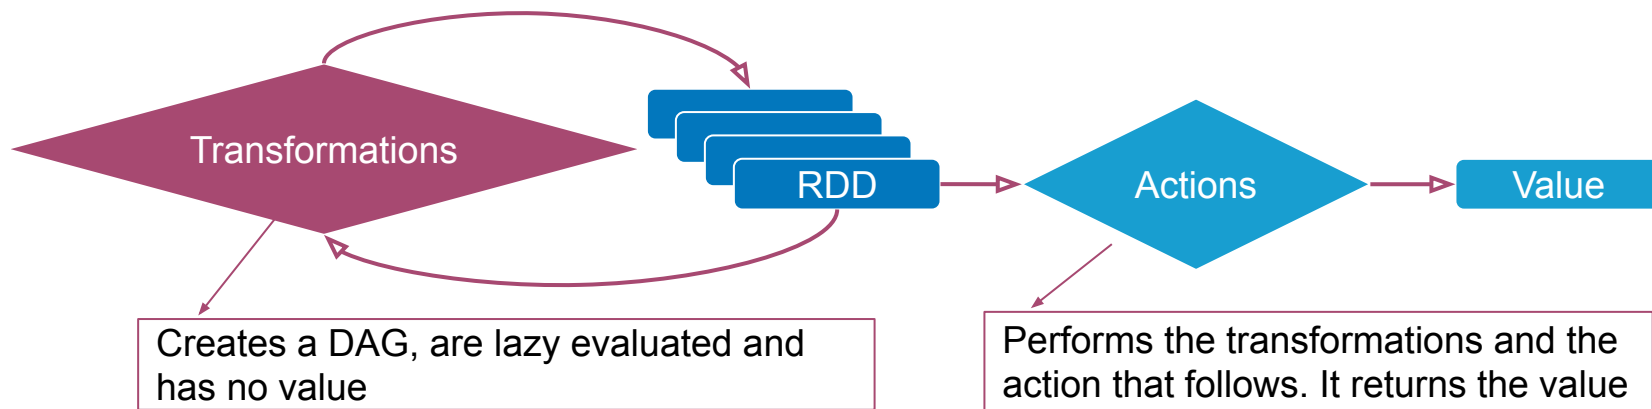 Transformations
RDD
Actions
Value
Creates a DAG, are lazy evaluated and
has no value
Performs the transformations and the
action that follows. It returns the value